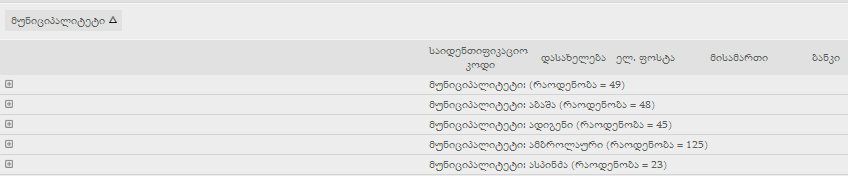 მუნიციპალიტეტი
საიდენთიფიკაციო კოდი დასახელება ელ. ფოსტა მისამართი ბანკი
მუნიციპალიტეტი: (რაოდენობა = 49)
მუნიციპალიტეტი: აბაშა (რაოდენობა = 48)
მუნიციპალიტეტი: ადიგენი (რაოდენობა = 45)
მუნიციპალიტეტი: ამბროლაური (რაოდენობა = 125)
მუნიციპალიტეტი: ასპინძა (რაოდენობა = 23)